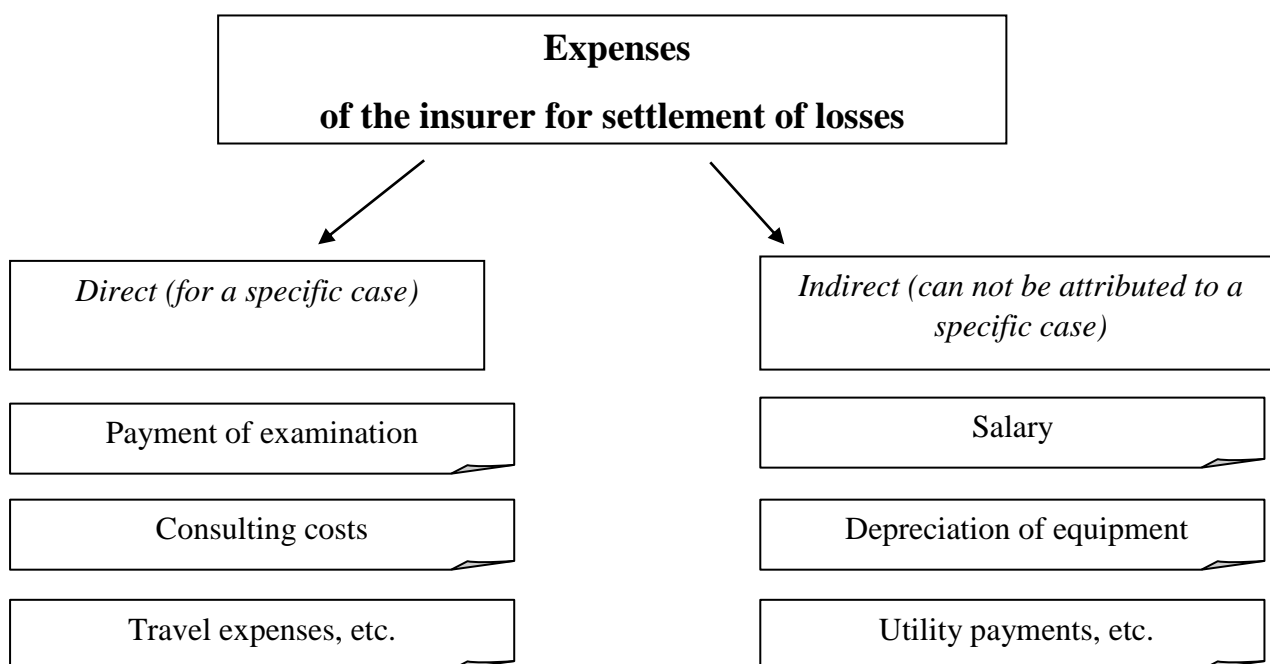 Expenses
of the insurer for settlement of losses
Direct (for a specific case)
Indirect (can not be attributed to a
specific case)
Payment of examination
Salary
Consulting costs
Depreciation of equipment
Travel expenses, etc.
Utility payments, etc.